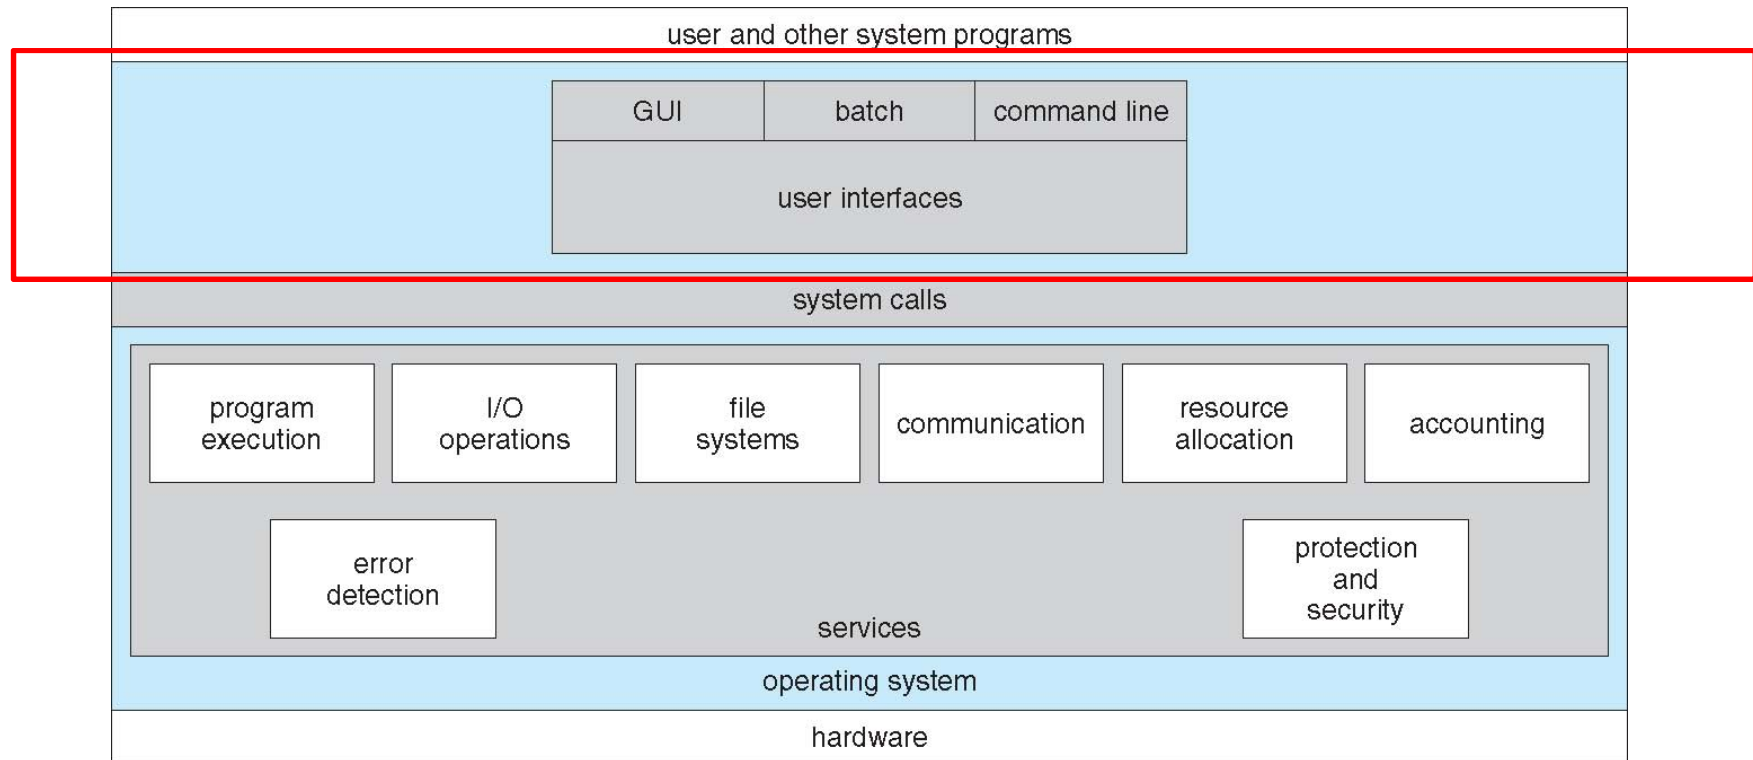 user and other system programs
GUI
batch
command line
user interfaces
system calls
program
execution
I/O
operations
file
systems
communication
resource
allocation
accounting
error
detection
protection
and
security
services
operating system
hardware